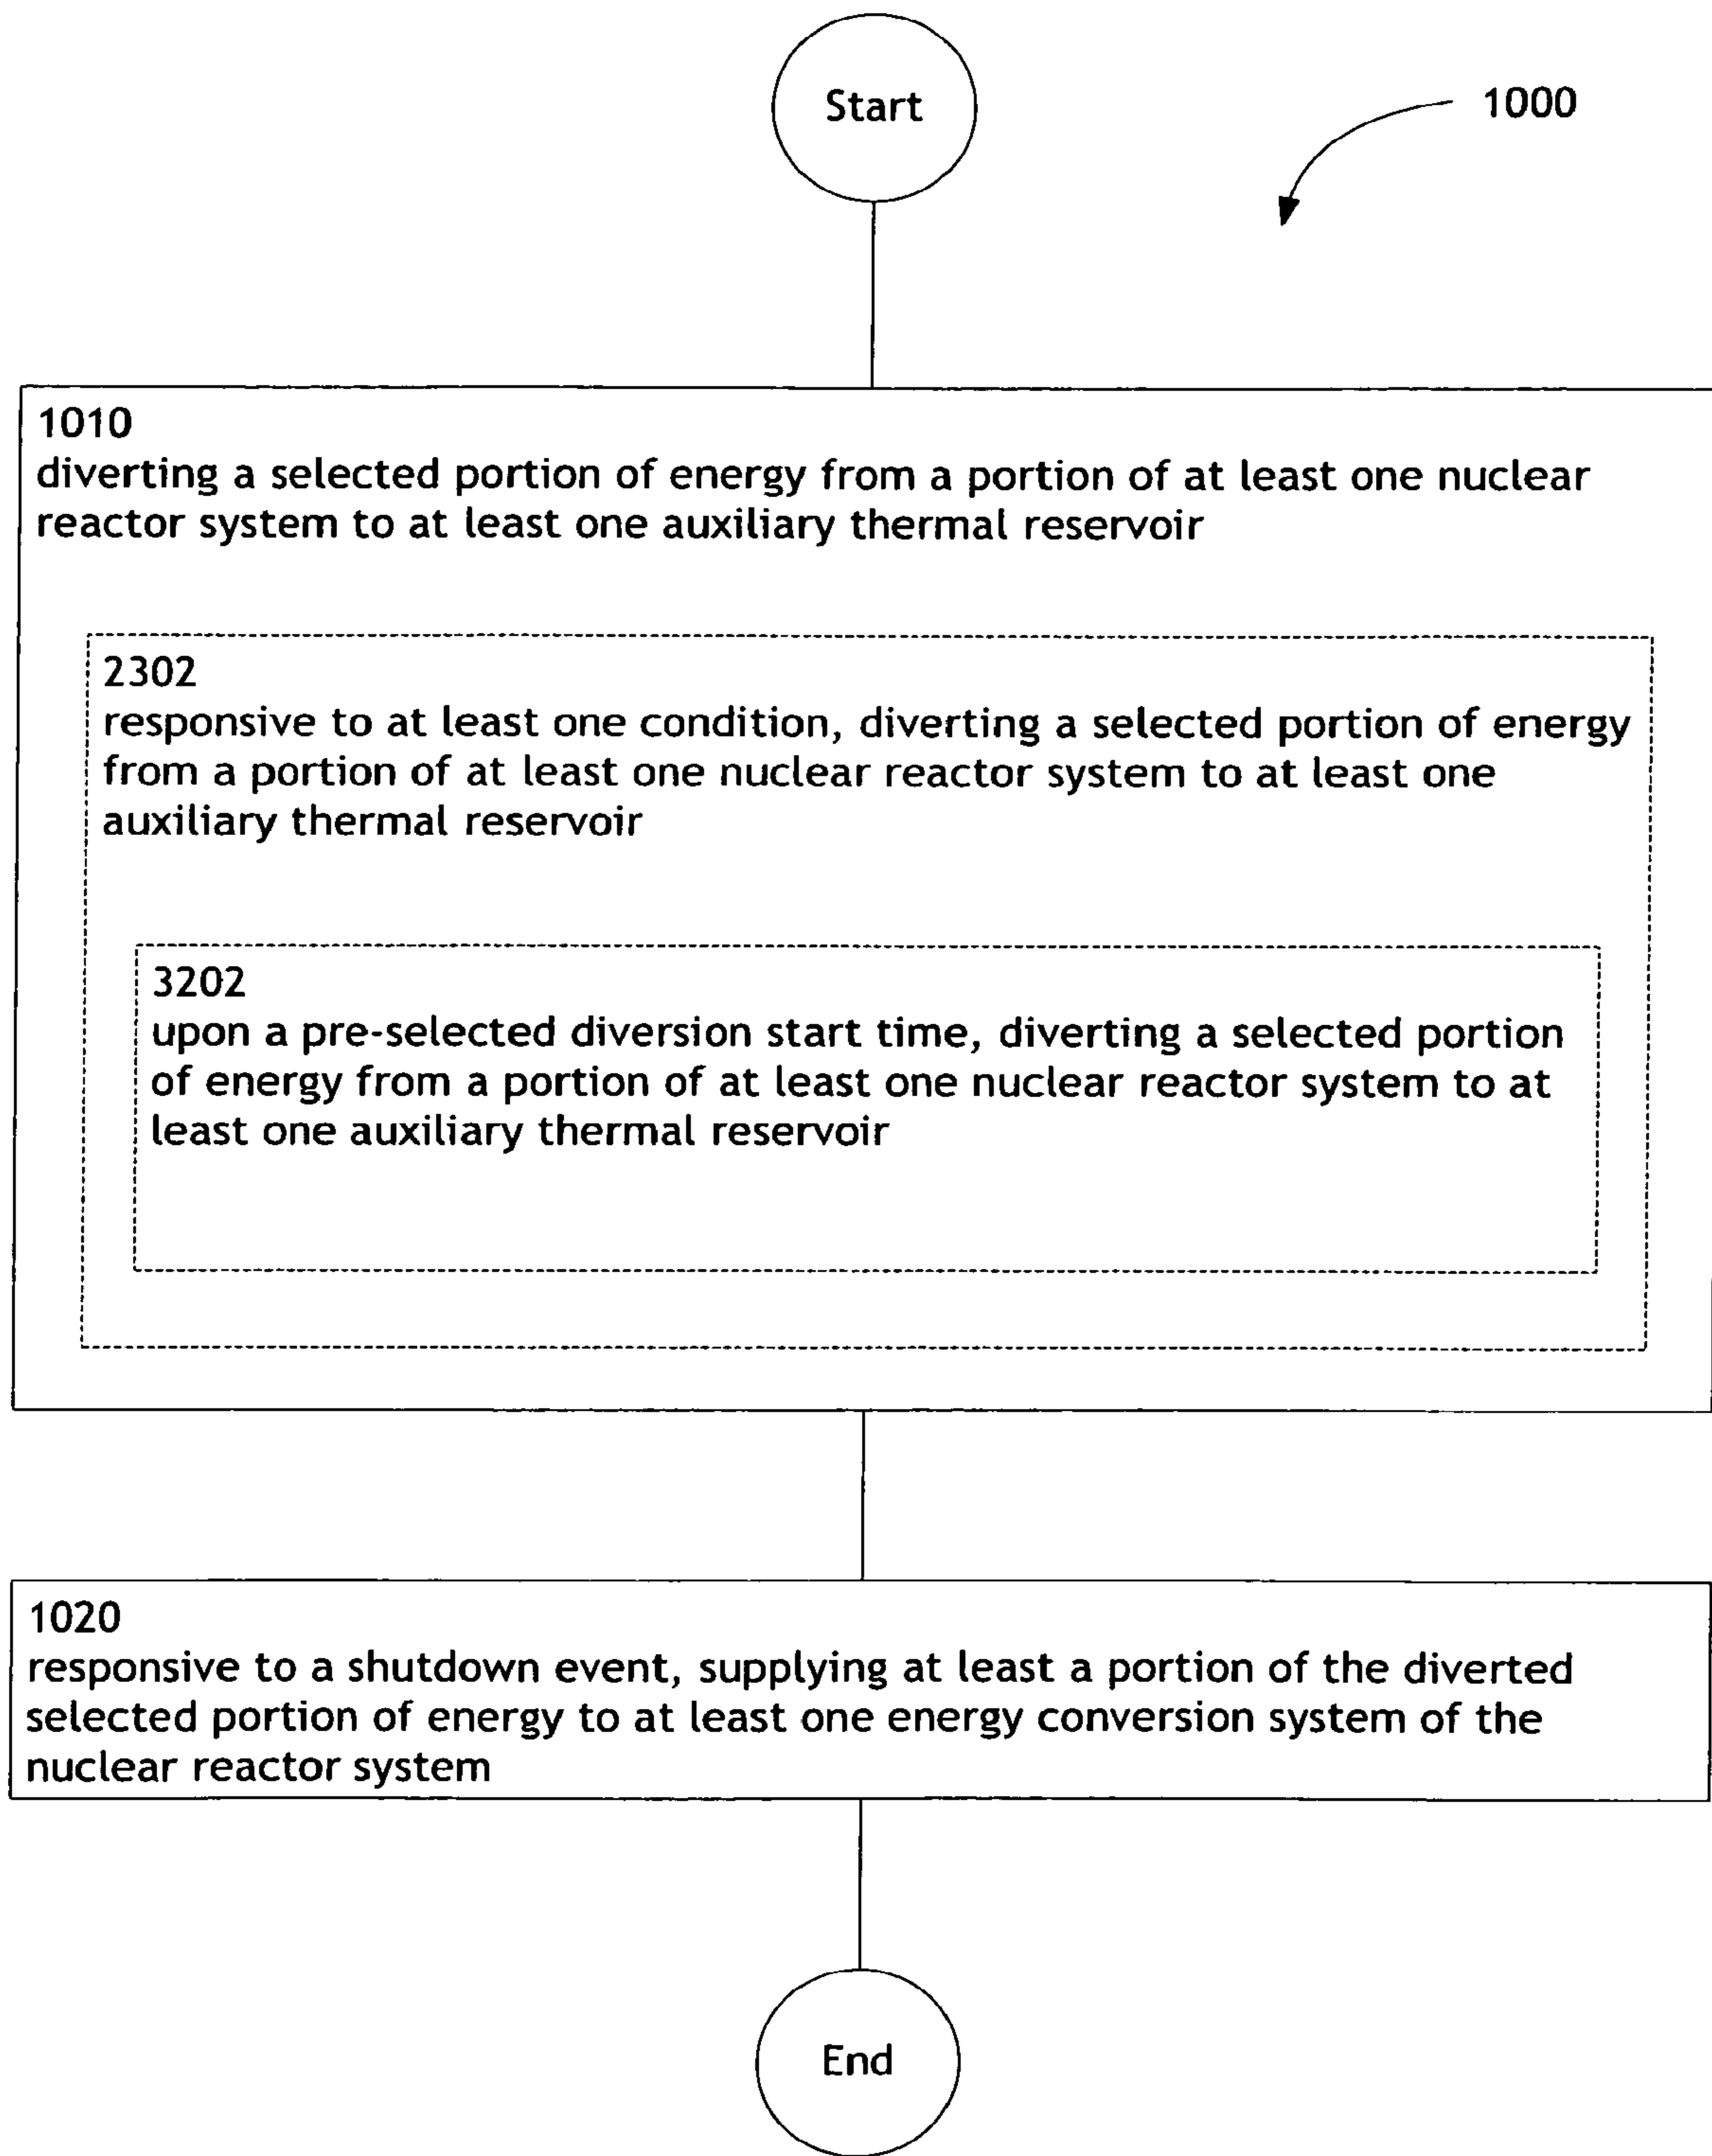 Start
1000
1010
diverting a selected portion of energy from a portion of at least one nuclear
reactor system to at least one auxiliary thermal reservoir
2302
responsive to at least one condition, diverting a selected portion of energy
from a portion of at least one nuclear reactor system to at least one
auxiliary thermal reservoir
3202
upon a pre-selected diversion start time, diverting a selected portion
of energy from a portion of at least one nuclear reactor system to at
least one auxiliary thermal reservoir
1020
responsive to a shutdown event, supplying at least a portion of the diverted
selected portion of energy to at least one energy conversion system of the
nuclear reactor system
End